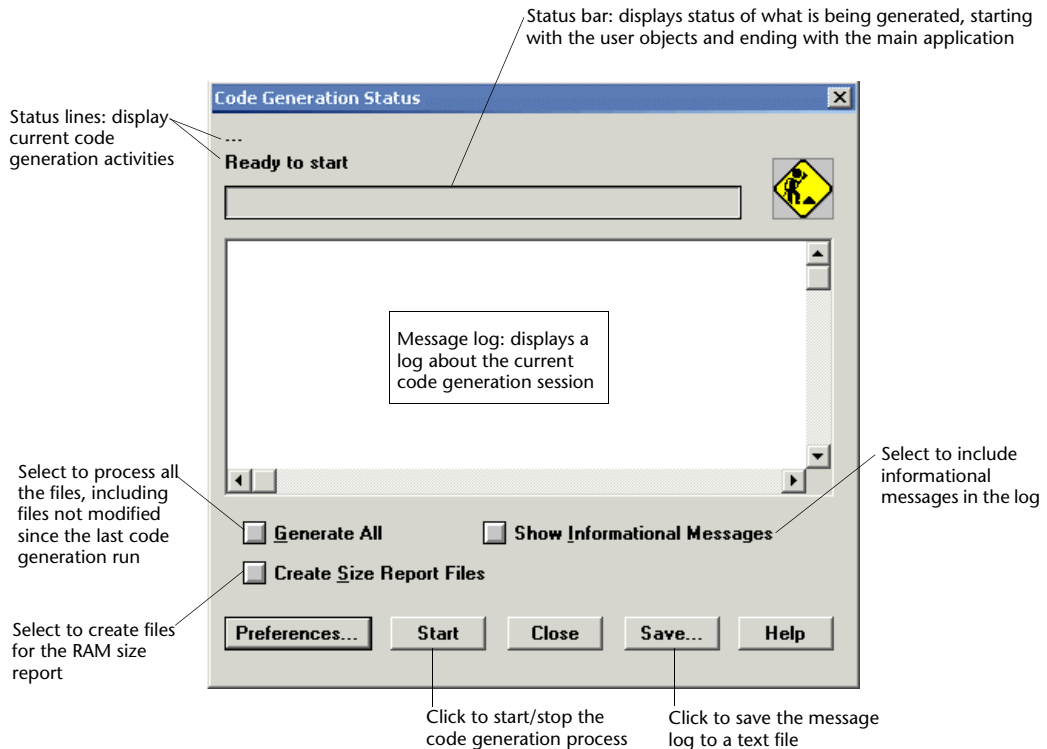 Status bar: displays status of what is being generated, starting
with the user objects and ending with the main application
Status lines: display
current code
generation activities
Code Generation Status
...
Ready to start
Message log: displays a
log about the current
code generation session
Select to process all
the files, including
files not modified
since the last code
generation run
Select to include
informational
messages in the log
Generate All
Show Informational Messages
Create Size Report Files
Select to create files
for the RAM size
report
Preferences...
Start
Close
Save...
Help
Click to start/stop the
code generation process
Click to save the message
log to a text file